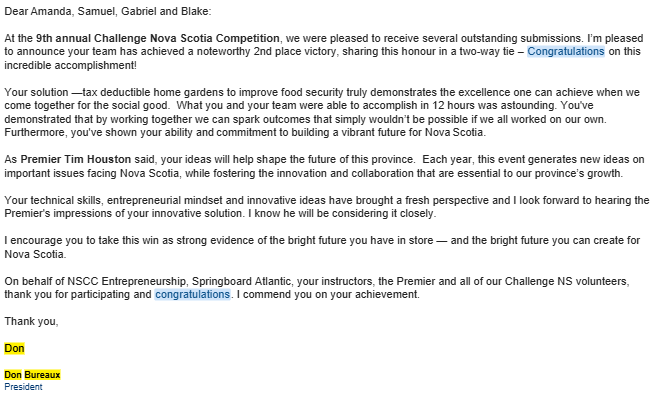 Dear Amanda, Samuel, Gabriel and Blake:
At the 9th annual Challenge Nova Scotia Competition, we were pleased to receive several outstanding submissions. I'm pleased
to announce your team has achieved a noteworthy 2nd place victory, sharing this honour in a two-way tie – Congratulations on this
incredible accomplishment!
Your solution —tax deductible home gardens to improve food security truly demonstrates the excellence one can achieve when we
come together for the social good.  What you and your team were able to accomplish in 12 hours was astounding. You've
demonstrated that by working together we can spark outcomes that simply wouldn't be possible if we all worked on our own.
Furthermore, you've shown your ability and commitment to building a vibrant future for Nova Scotia.
As Premier Tim Houston said, your ideas will help shape the future of this province.  Each year, this event generates new ideas on
important issues facing Nova Scotia, while fostering the innovation and collaboration that are essential to our province's growth.
Your technical skills, entrepreneurial mindset and innovative ideas have brought a fresh perspective and I look forward to hearing the
Premier's impressions of your innovative solution. I know he will be considering it closely.
I encourage you to take this win as strong evidence of the bright future you have in store — and the bright future you can create for
Nova Scotia.
On behalf of NSCC Entrepreneurship, Springboard Atlantic, your instructors, the Premier and all of our Challenge NS volunteers,
thank you for participating and congratulations. I commend you on your achievement.
Thank you,
Don
Don Bureaux
President